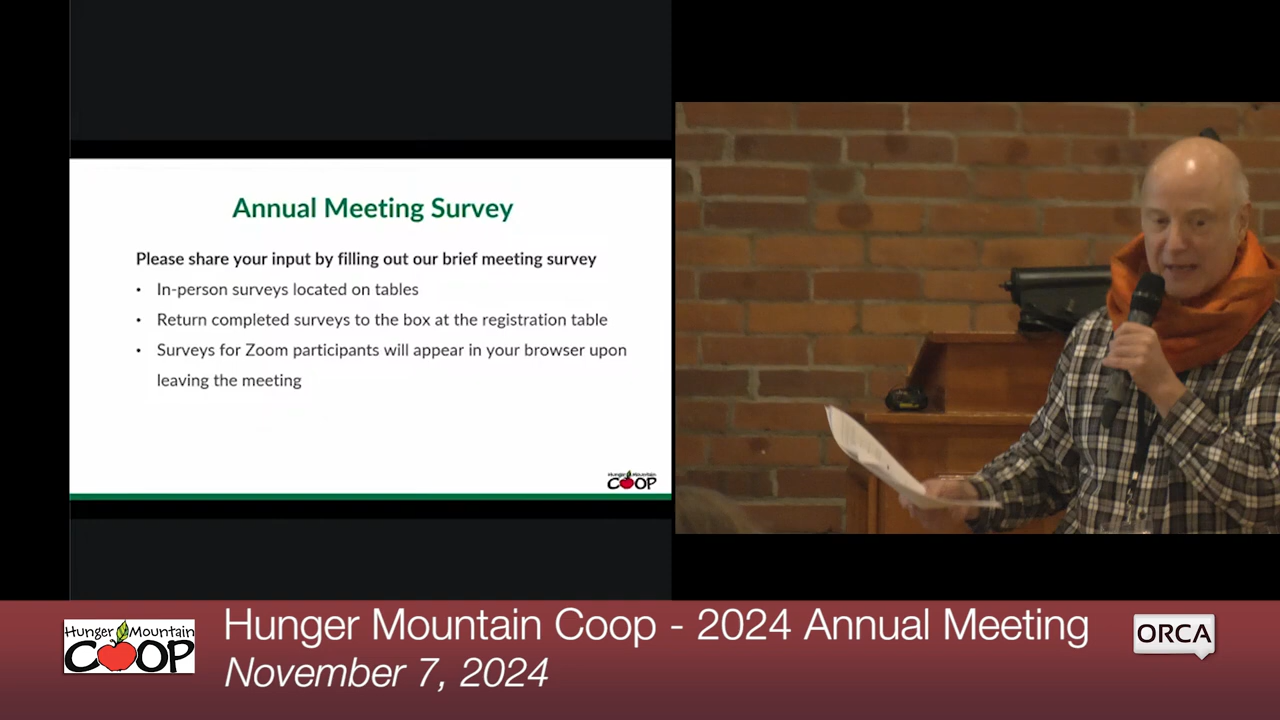 Annual Meeting Survey
Please share your input by filling out our brief meeting survey
• In-person surveys located on tables
• Return completed surveys to the box at the registration table
• Surveys for Zoom participants will appear in your browser upon
leaving the meeting
Hunger Mountain
COOP
Hunger Mountain
COOP
Hunger Mountain Coop - 2024 Annual Meeting
November 7, 2024
ORCA